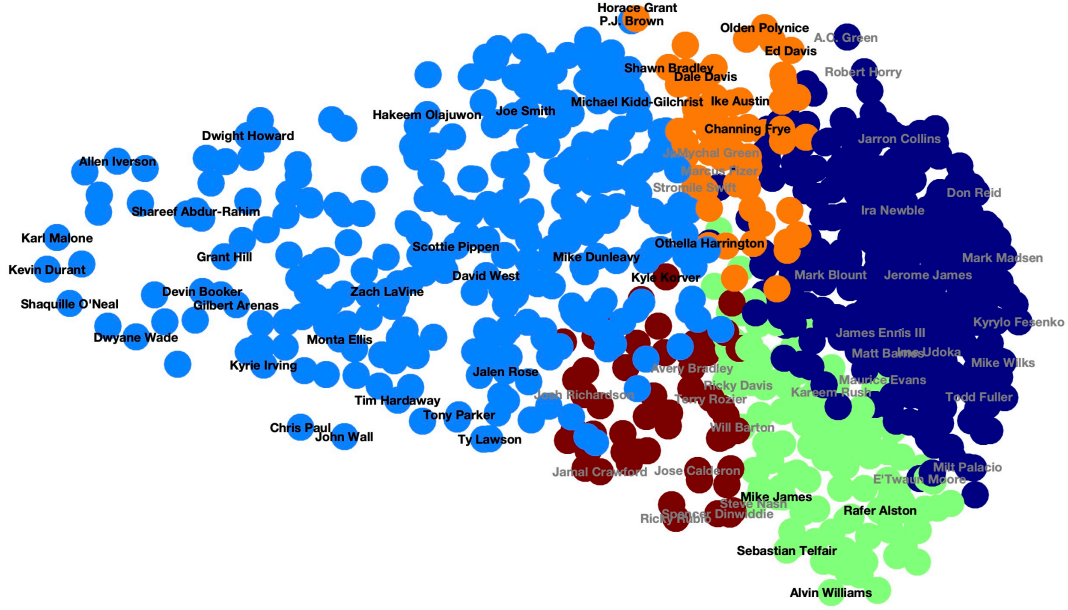 Horace Grant
P.J. Brown
Olden Polynice
A.C. Green
Ed Davis
Shawn Bradley
Dale Davis
Robert Horry
Michael Kidd-Gilchrist
Ike Austin
Joe Smith
Hakeem Olajuwon
Channing Frye
Dwight Howard
Jarron Collins
JaMychal Green
Allen Iverson
Marcus Fizer
Stromile Swift
Don Reid
Shareef Abdur-Rahim
Ira Newble
Karl Malone
Othella Harrington
Scottie Pippen
Grant Hill
Mike Dunleavy
Mark Madsen
Kevin Durant
David West
Kyle Korver
Mark Blount
Jerome James
Devin Booker
Zach LaVine
Shaquille O'Neal
Gilbert Arenas
Kyrylo Fesenko
Dwyane Wade
Monta Ellis
James Ennis III
Matt Barnes
Ime Udoka
Kyrie Irving
Jalen Rose
Avery Bradley
Mike Wilks
Maurice Evans
Ricky Davis
Kareem Rush
Josh Richardson
Tim Hardaway
Terry Rozier
Todd Fuller
Tony Parker
Chris Paul
John Wall
Ty Lawson
Will Barton
Jamal Crawford
Jose Calderon
Milt Palacio
E'Twaun Moore
Mike James
Steve Nash
Rafer Alston
Spencer Dinwiddie
Ricky Rubio
Sebastian Telfair
Alvin Williams